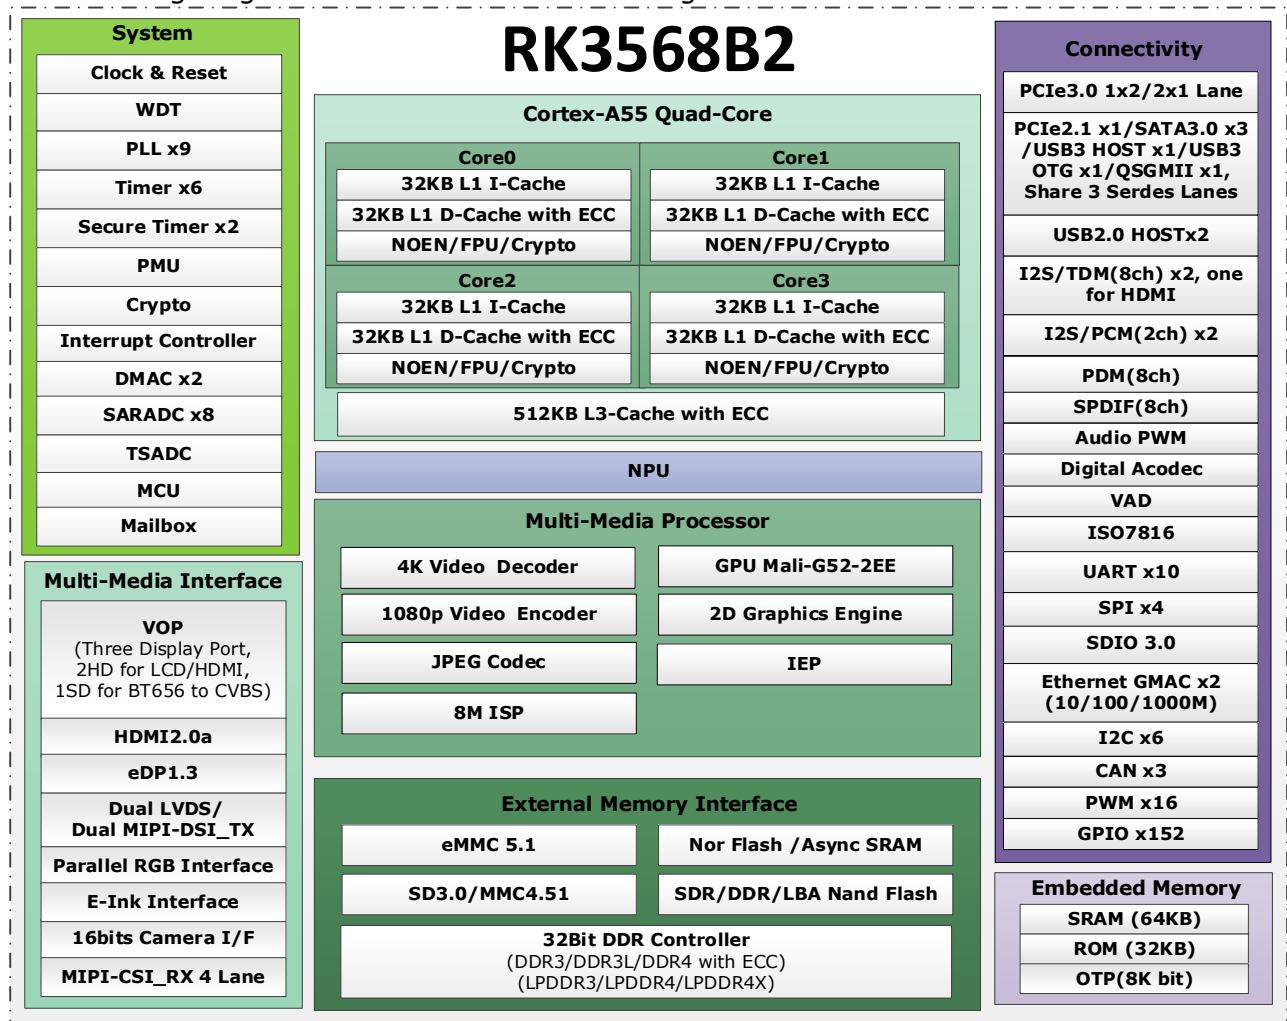 RK3568B2
System
Clock & Reset
WDT
PLL x9
Timer x6
Secure Timer x2
PMU
Crypto
Interrupt Controller
DMAC x2
SARADC x8
TSADC
MCU
Mailbox
Multi-Media Interface
VOP
(Three Display Port,
2HD for LCD/HDMI,
1SD for BT656 to CVBS)
HDMI2.0a
eDP1.3
Dual LVDS/
Dual MIPI-DSI_TX
Parallel RGB Interface
E-Ink Interface
16bits Camera I/F
MIPI-CSI_RX 4 Lane
Cortex-A55 Quad-Core
Core0
32KB L1 I-Cache
32KB L1 D-Cache with ECC
NOEN/FPU/Crypto
Core1
32KB L1 I-Cache
32KB L1 D-Cache with ECC
NOEN/FPU/Crypto
Core2
32KB L1 I-Cache
32KB L1 D-Cache with ECC
NOEN/FPU/Crypto
Core3
32KB L1 I-Cache
32KB L1 D-Cache with ECC
NOEN/FPU/Crypto
512KB L3-Cache with ECC
NPU
Multi-Media Processor
4K Video Decoder
GPU Mali-G52-2EE
1080p Video Encoder
2D Graphics Engine
JPEG Codec
IEP
8M ISP
External Memory Interface
eMMC 5.1
Nor Flash /Async SRAM
SD3.0/MMC4.51
SDR/DDR/LBA Nand Flash
32Bit DDR Controller
(DDR3/DDR3L/DDR4 with ECC)
(LPDDR3/LPDDR4/LPDDR4X)
Connectivity
PCIe3.0 1x2/2x1 Lane
PCIe2.1 x1/SATA3.0 x3
/USB3 HOST x1/USB3
OTG x1/QSGMII x1,
Share 3 Serdes Lanes
USB2.0 HOSTx2
I2S/TDM(8ch) x2, one
for HDMI
I2S/PCM(2ch) x2
PDM(8ch)
SPDIF(8ch)
Audio PWM
Digital Acodec
VAD
ISO7816
UART x10
SPI x4
SDIO 3.0
Ethernet GMAC x2
(10/100/1000M)
I2C x6
CAN x3
PWM x16
GPIO x152
Embedded Memory
SRAM (64KB)
ROM (32KB)
OTP(8K bit)